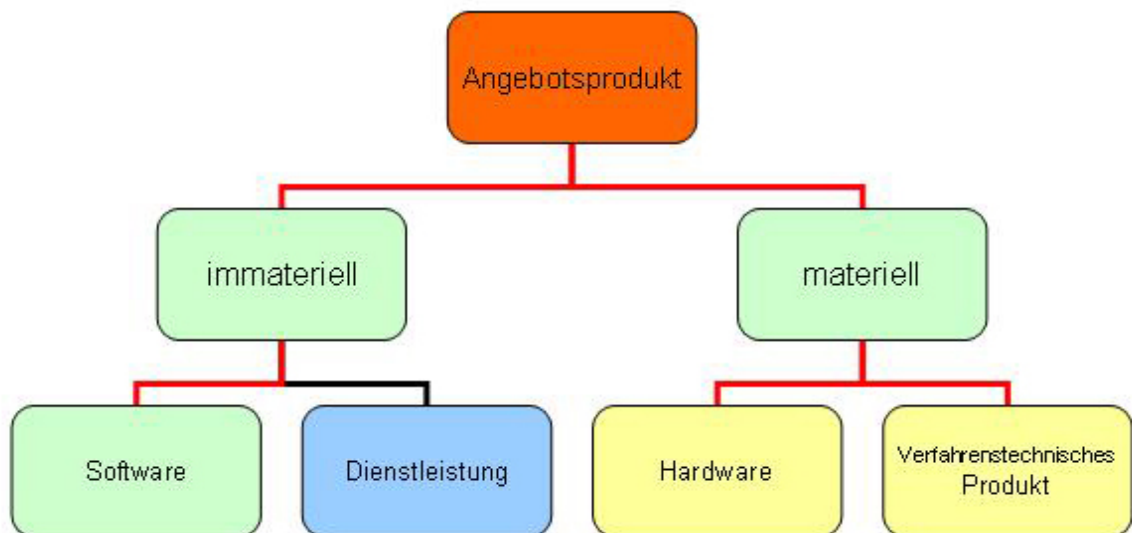 Angebotsprodukt
immateriell
materiell
Software
Dienstleistung
Hardware
Verfahrenstechnisches
Produkt